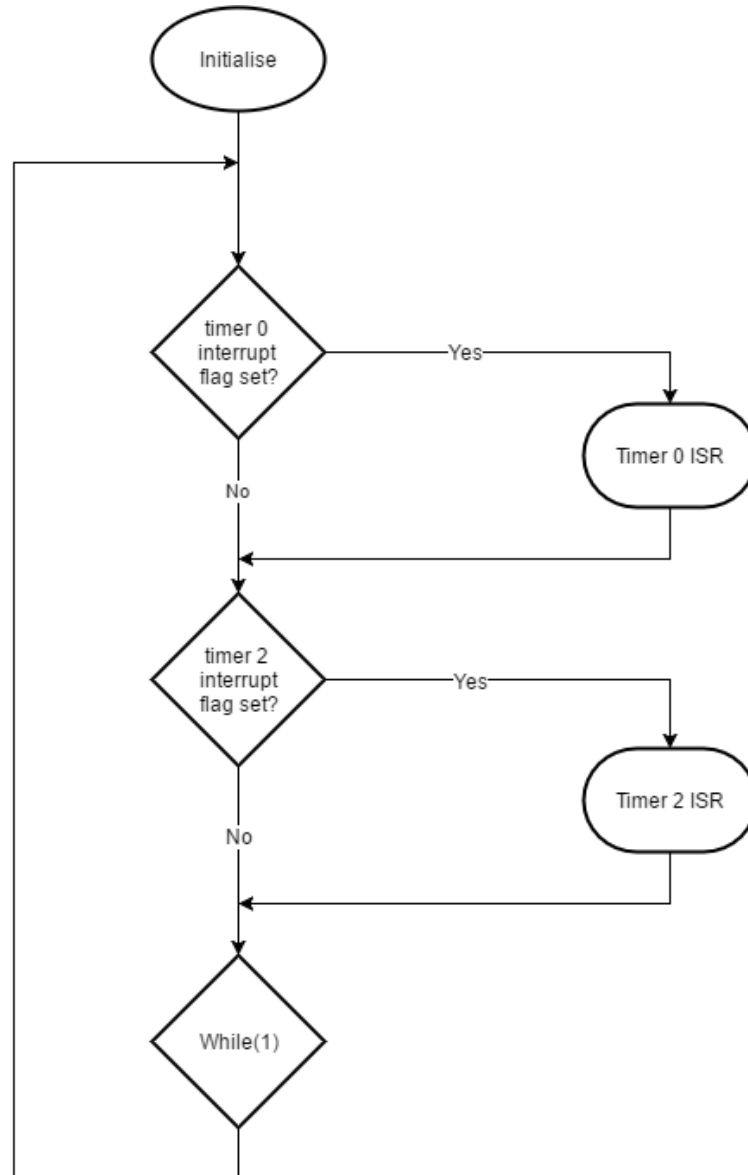 Initialise
timer 0
interrupt
flag set?
Yes
Timer 0 ISR
No
timer 2
interrupt
flag set?
Yes
Timer 2 ISR
No
While(1)